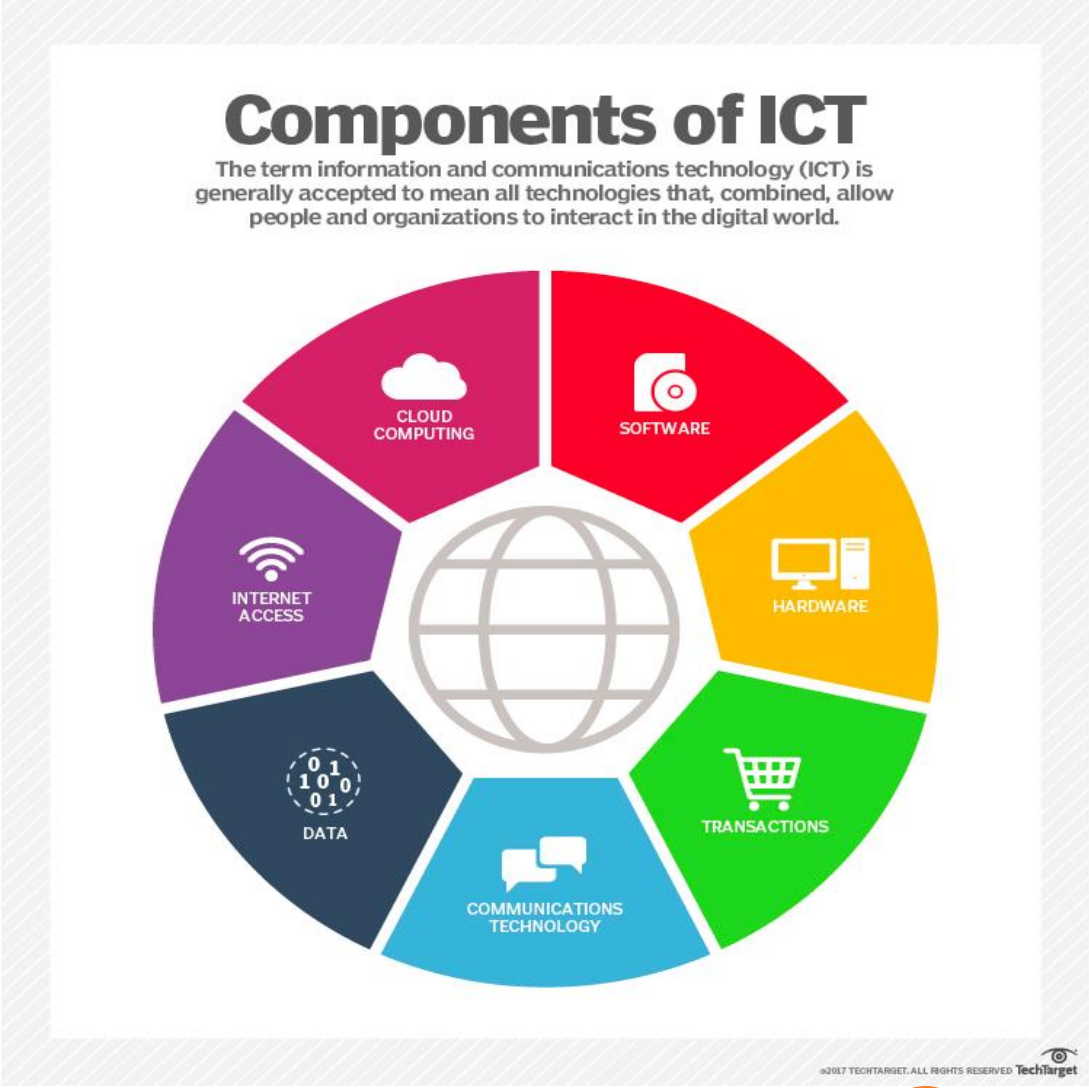 Components of ICT
The term information and communications technology (ICT) is
generally accepted to mean all technologies that, combined, allow
people and organizations to interact in the digital world.
CLOUD
COMPUTING
SOFTWARE
INTERNET
ACCESS
HARDWARE
0 1
1 0 0
0 1
DATA
TRANSACTIONS
COMMUNICATIONS
TECHNOLOGY
©2017 TECHTARGET. ALL RIGHTS RESERVED TechTarget